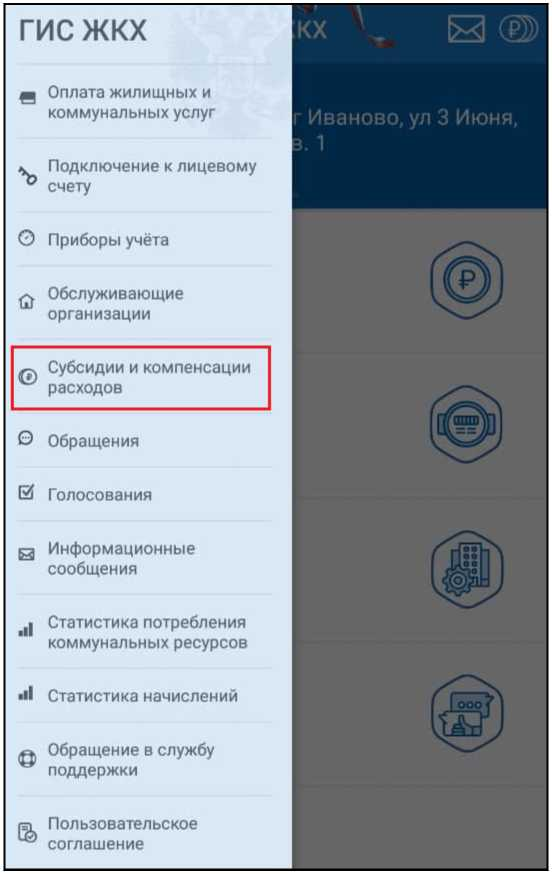 ГИС ЖКХ
ЖКХ
Оплата жилищных и
коммунальных услуг
г Иваново, ул 3 Июня,
в. 1
Подключение к лицевому
счету
Приборы учёта
Обслуживающие
организации
Субсидии и компенсации
расходов
Обращения
Голосования
Информационные
сообщения
Статистика потребления
коммунальных ресурсов
Статистика начислений
Обращение в службу
поддержки
Пользовательское
соглашение